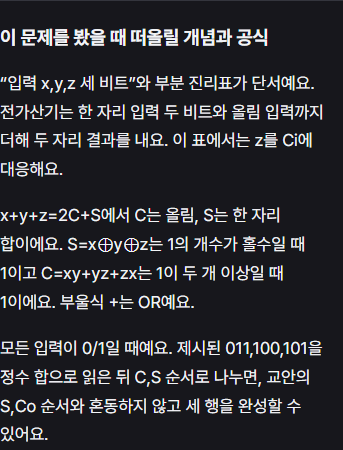 이 문제를 봤을 때 떠올릴 개념과 공식
“입력 x,y,z 세 비트”와 부분 진리표가 단서예요.
전가산기는 한 자리 입력 두 비트와 올림 입력까지
더해 두 자리 결과를 내요. 이 표에서는 z를 Ci에
대응해요.
x+y+z=2C+S에서 C는 올림, S는 한 자리
합이에요. S=x⊕y⊕z는 1의 개수가 홀수일 때
1이고 C=xy+yz+zx는 1이 두 개 이상일 때
1이에요. 부울식 +는 OR예요.
모든 입력이 0/1일 때예요. 제시된 011,100,101을
정수 합으로 읽은 뒤 C,S 순서로 나누면, 교안의
S,Co 순서와 혼동하지 않고 세 행을 완성할 수
있어요.